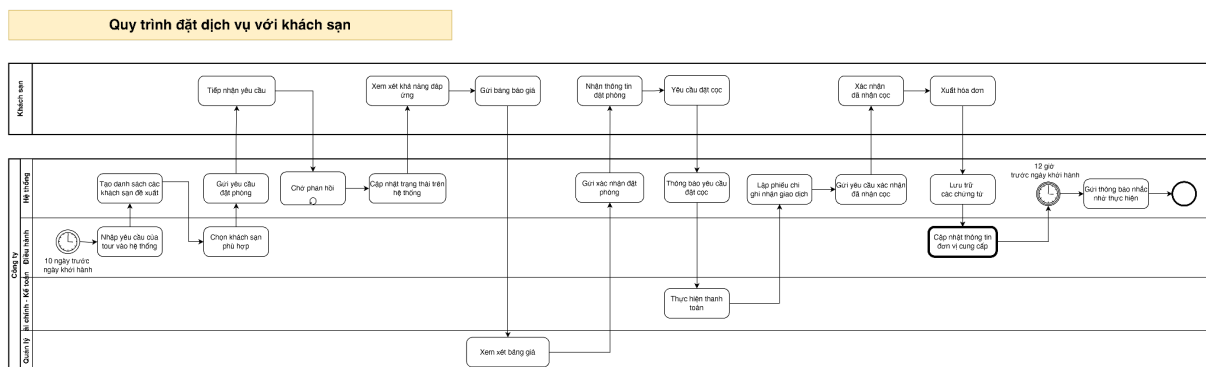 Quy trình đặt dịch vụ với khách sạn
Khách sạn
Tiếp nhận yêu cầu
Xem xét khả năng đáp
ứng
Gửi bảng báo giá
Nhận thông tin
đặt phòng
Yêu cầu đặt cọc
Xác nhận
đã nhận cọc
Xuất hóa đơn
Công ty
Hệ thống
Tạo danh sách các
khách sạn đề xuất
Gửi yêu cầu
đặt phòng
Chờ phản hồi
Cập nhật trạng thái trên
hệ thống
Gửi xác nhận đặt
phòng
Thông báo yêu cầu
đặt cọc
Lập phiếu chi
ghi nhận giao dịch
Gửi yêu cầu xác nhận
đã nhận cọc
Lưu trữ
các chứng từ
12 giờ
trước ngày khởi hành
Gửi thông báo nhắc
nhở thực hiện
Điều hành
10 ngày trước
ngày khởi hành
Nhập yêu cầu của
tour vào hệ thống
Chọn khách sạn
phù hợp
Cập nhật thông tin
đơn vị cung cấp
ài chính - Kế toán
Thực hiện thanh
toán
Quản lý
Xem xét bảng giá